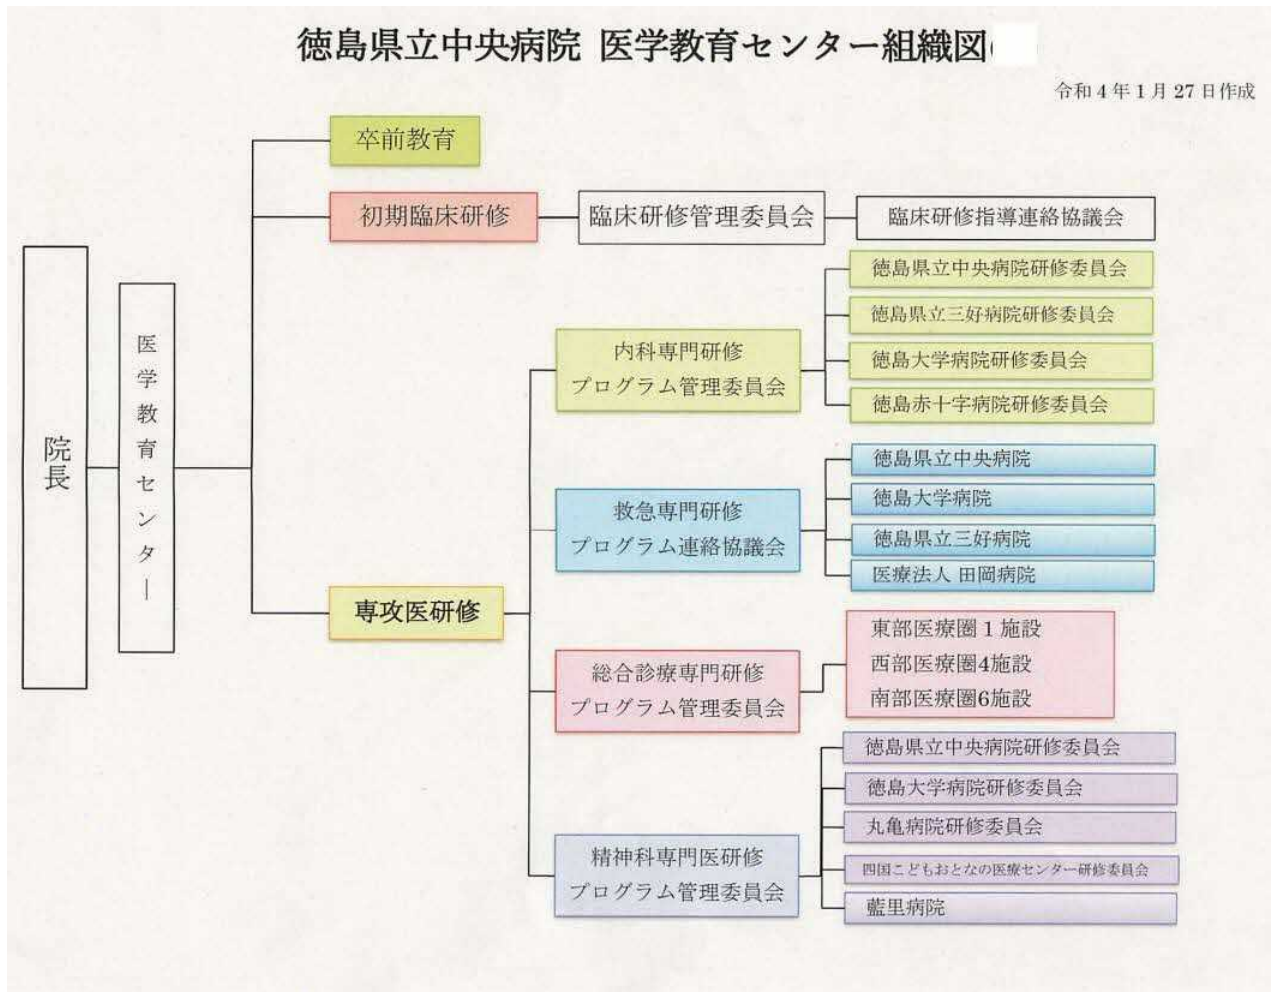 徳島県立中央病院 医学教育センター組織図
令和4年1月27日作成
院長
医学教育センター
卒前教育
初期臨床研修
臨床研修管理委員会
臨床研修指導連絡協議会
専攻医研修
内科専門研修
プログラム管理委員会
徳島県立中央病院研修委員会
徳島県立三好病院研修委員会
徳島大学病院研修委員会
徳島赤十字病院研修委員会
救急専門研修
プログラム連絡協議会
徳島県立中央病院
徳島大学病院
徳島県立三好病院
医療法人 田岡病院
総合診療専門研修
プログラム管理委員会
東部医療圏1施設
西部医療圏4施設
南部医療圏6施設
精神科専門医研修
プログラム管理委員会
徳島県立中央病院研修委員会
徳島大学病院研修委員会
丸亀病院研修委員会
四国こどもおとなの医療センター研修委員会
藍里病院